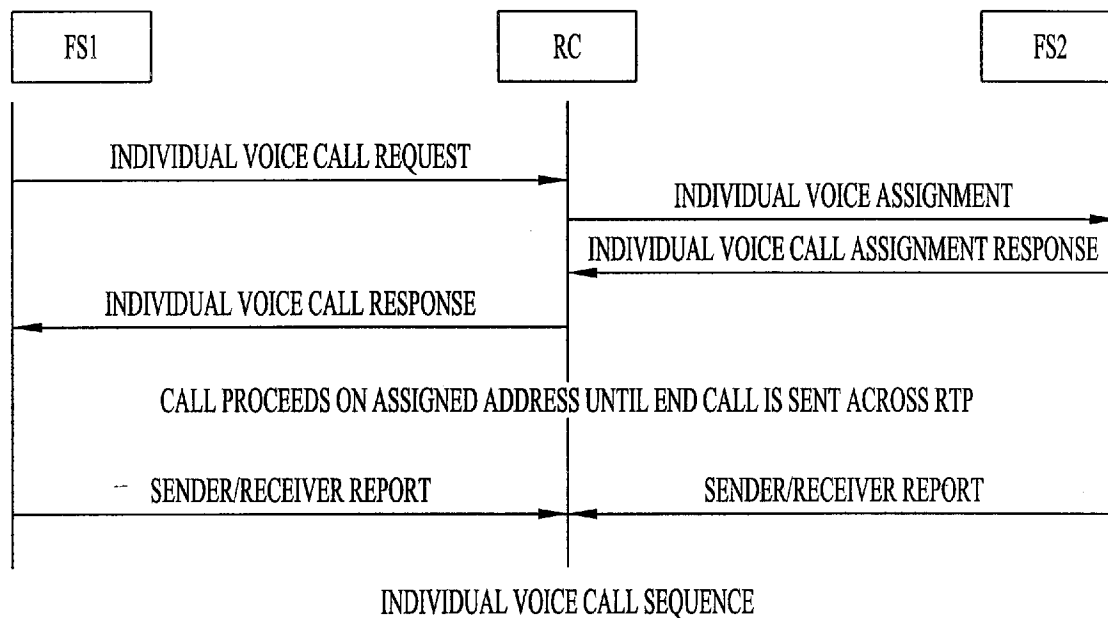 FS1
RC
FS2
INDIVIDUAL VOICE CALL REQUEST
INDIVIDUAL VOICE ASSIGNMENT
INDIVIDUAL VOICE CALL ASSIGNMENT RESPONSE
INDIVIDUAL VOICE CALL RESPONSE
CALL PROCEEDS ON ASSIGNED ADDRESS UNTIL END CALL IS SENT ACROSS RTP
SENDER/RECEIVER REPORT
SENDER/RECEIVER REPORT
INDIVIDUAL VOICE CALL SEQUENCE